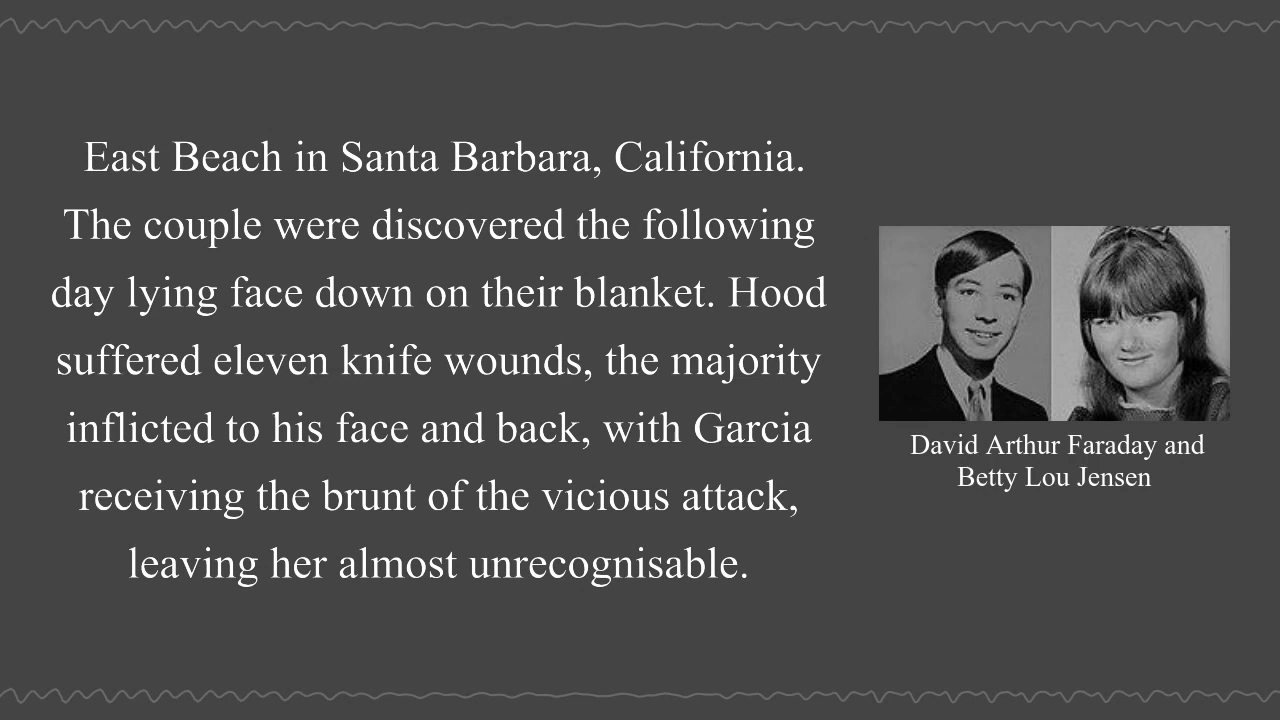 East Beach in Santa Barbara, California.
The couple were discovered the following
day lying face down on their blanket. Hood
suffered eleven knife wounds, the majority
inflicted to his face and back, with Garcia
receiving the brunt of the vicious attack,
leaving her almost unrecognisable.
David Arthur Faraday and
Betty Lou Jensen